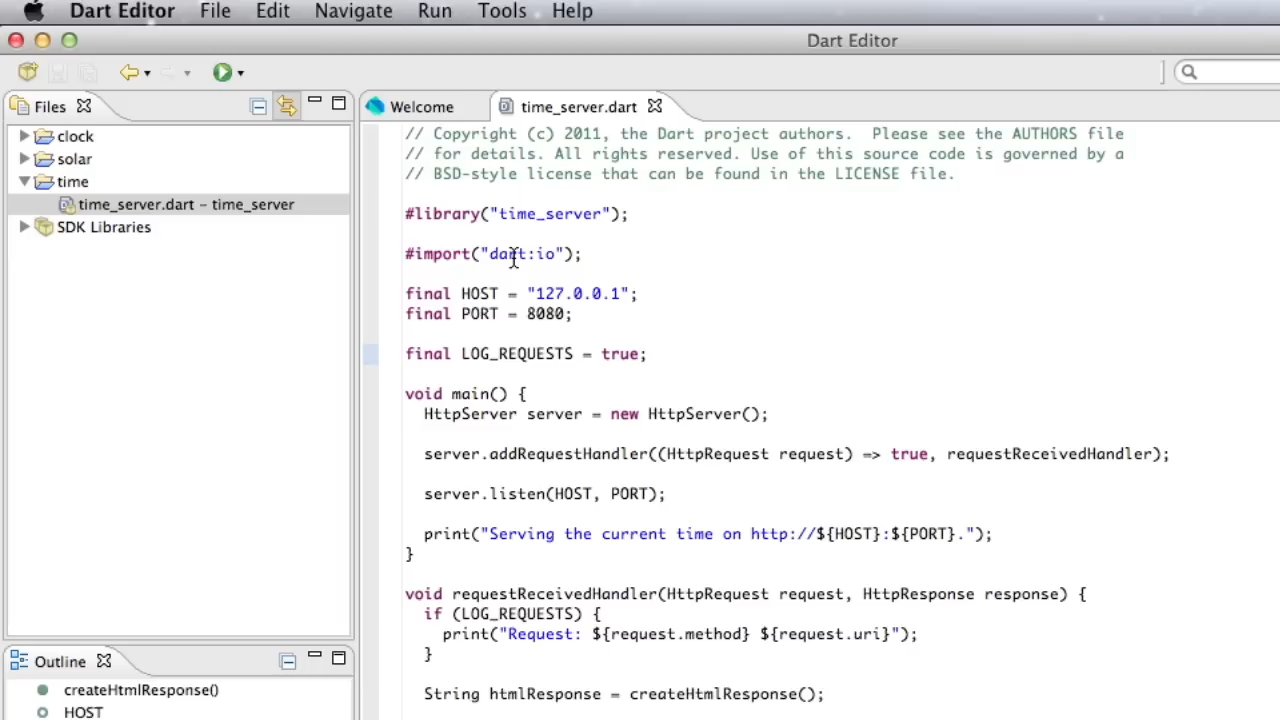 Dart Editor File Edit Navigate Run Tools Help
Dart Editor
Files
clock
solar
time
time_server.dart – time_server
SDK Libraries
Outline
createHtmlResponse()
HOST
Welcome time_server.dart
// Copyright (c) 2011, the Dart project authors.  Please see the AUTHORS file
// for details. All rights reserved. Use of this source code is governed by a
// BSD-style license that can be found in the LICENSE file.
#library("time_server");
#import("dart:io");
final HOST = "127.0.0.1";
final PORT = 8080;
final LOG_REQUESTS = true;
void main() {
  HttpServer server = new HttpServer();
  server.addRequestHandler((HttpRequest request) => true, requestReceivedHandler);
  server.listen(HOST, PORT);
  print("Serving the current time on http://${HOST}:${PORT}.");
}
void requestReceivedHandler(HttpRequest request, HttpResponse response) {
  if (LOG_REQUESTS) {
    print("Request: ${request.method} ${request.uri}");
  }
  String htmlResponse = createHtmlResponse();